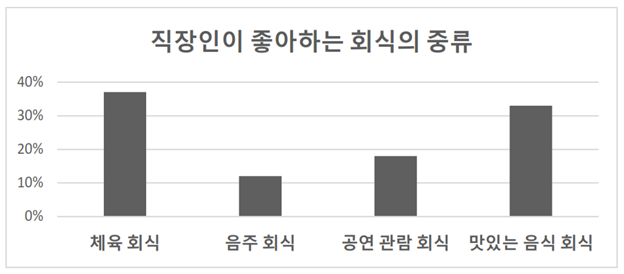 직장인이 좋아하는 회식의 중류
40%
30%
20%
10%
0%
체육 회식 음주 회식 공연 관람 회식 맛있는 음식 회식